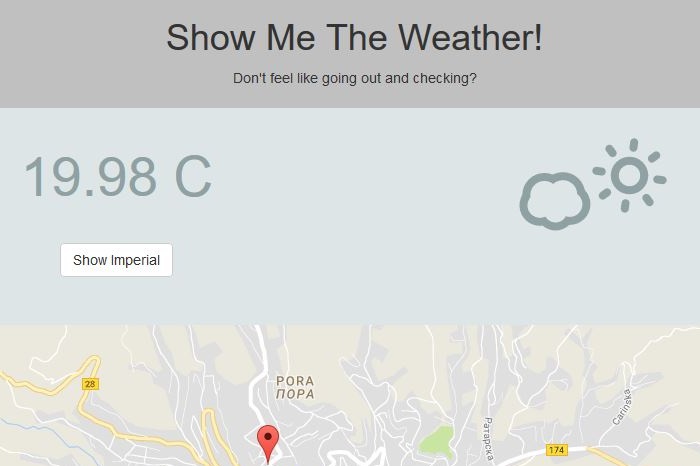 Show Me The Weather!
Don't feel like going out and checking?
19.98 C
Show Imperial
28
PORA
ПОРА
Carinska
Ратарска
174